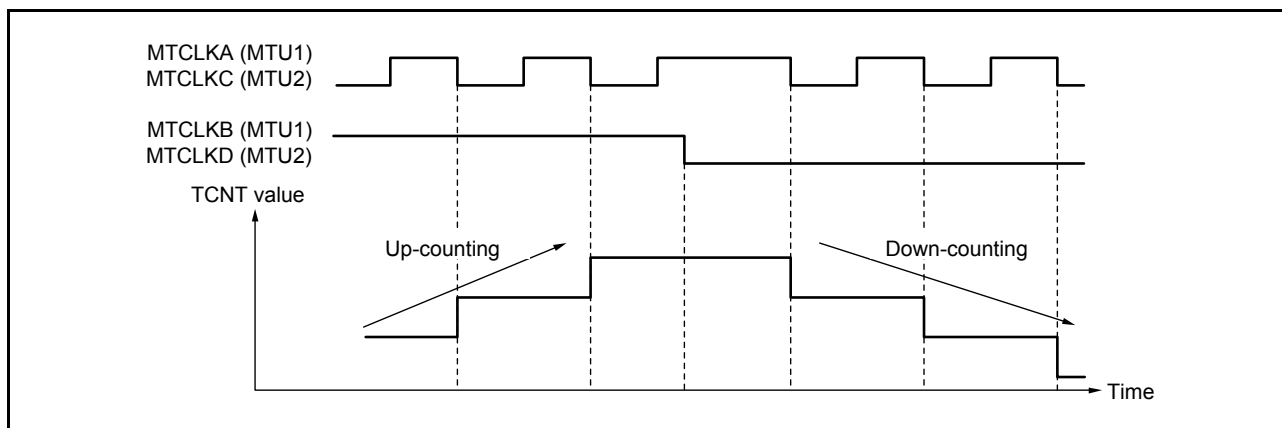 MTCLKA (MTU1)
MTCLKC (MTU2)
MTCLKB (MTU1)
MTCLKD (MTU2)
TCNT value
Up-counting
Down-counting
Time